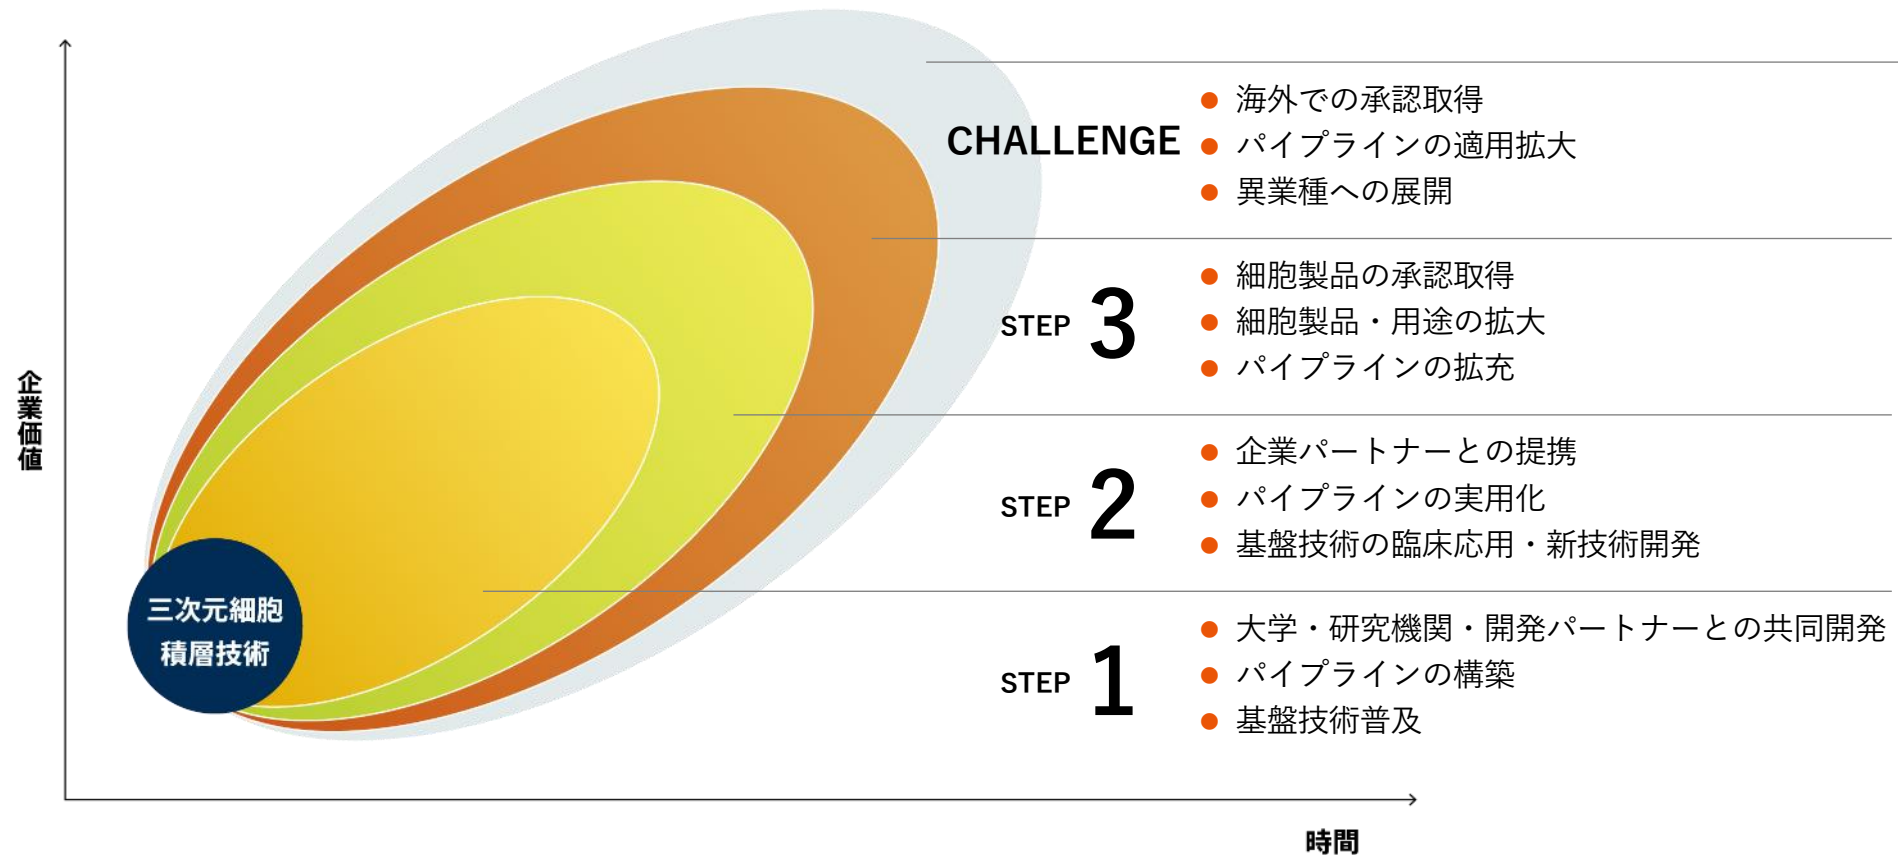 CHALLENGE
海外での承認取得
パイプラインの適用拡大
異業種への展開
STEP 3
細胞製品の承認取得
細胞製品・用途の拡大
パイプラインの拡充
STEP 2
企業パートナーとの提携
パイプラインの実用化
基盤技術の臨床応用・新技術開発
STEP 1
大学・研究機関・開発パートナーとの共同開発
パイプラインの構築
基盤技術普及
企業価値
三次元細胞
積層技術
時間